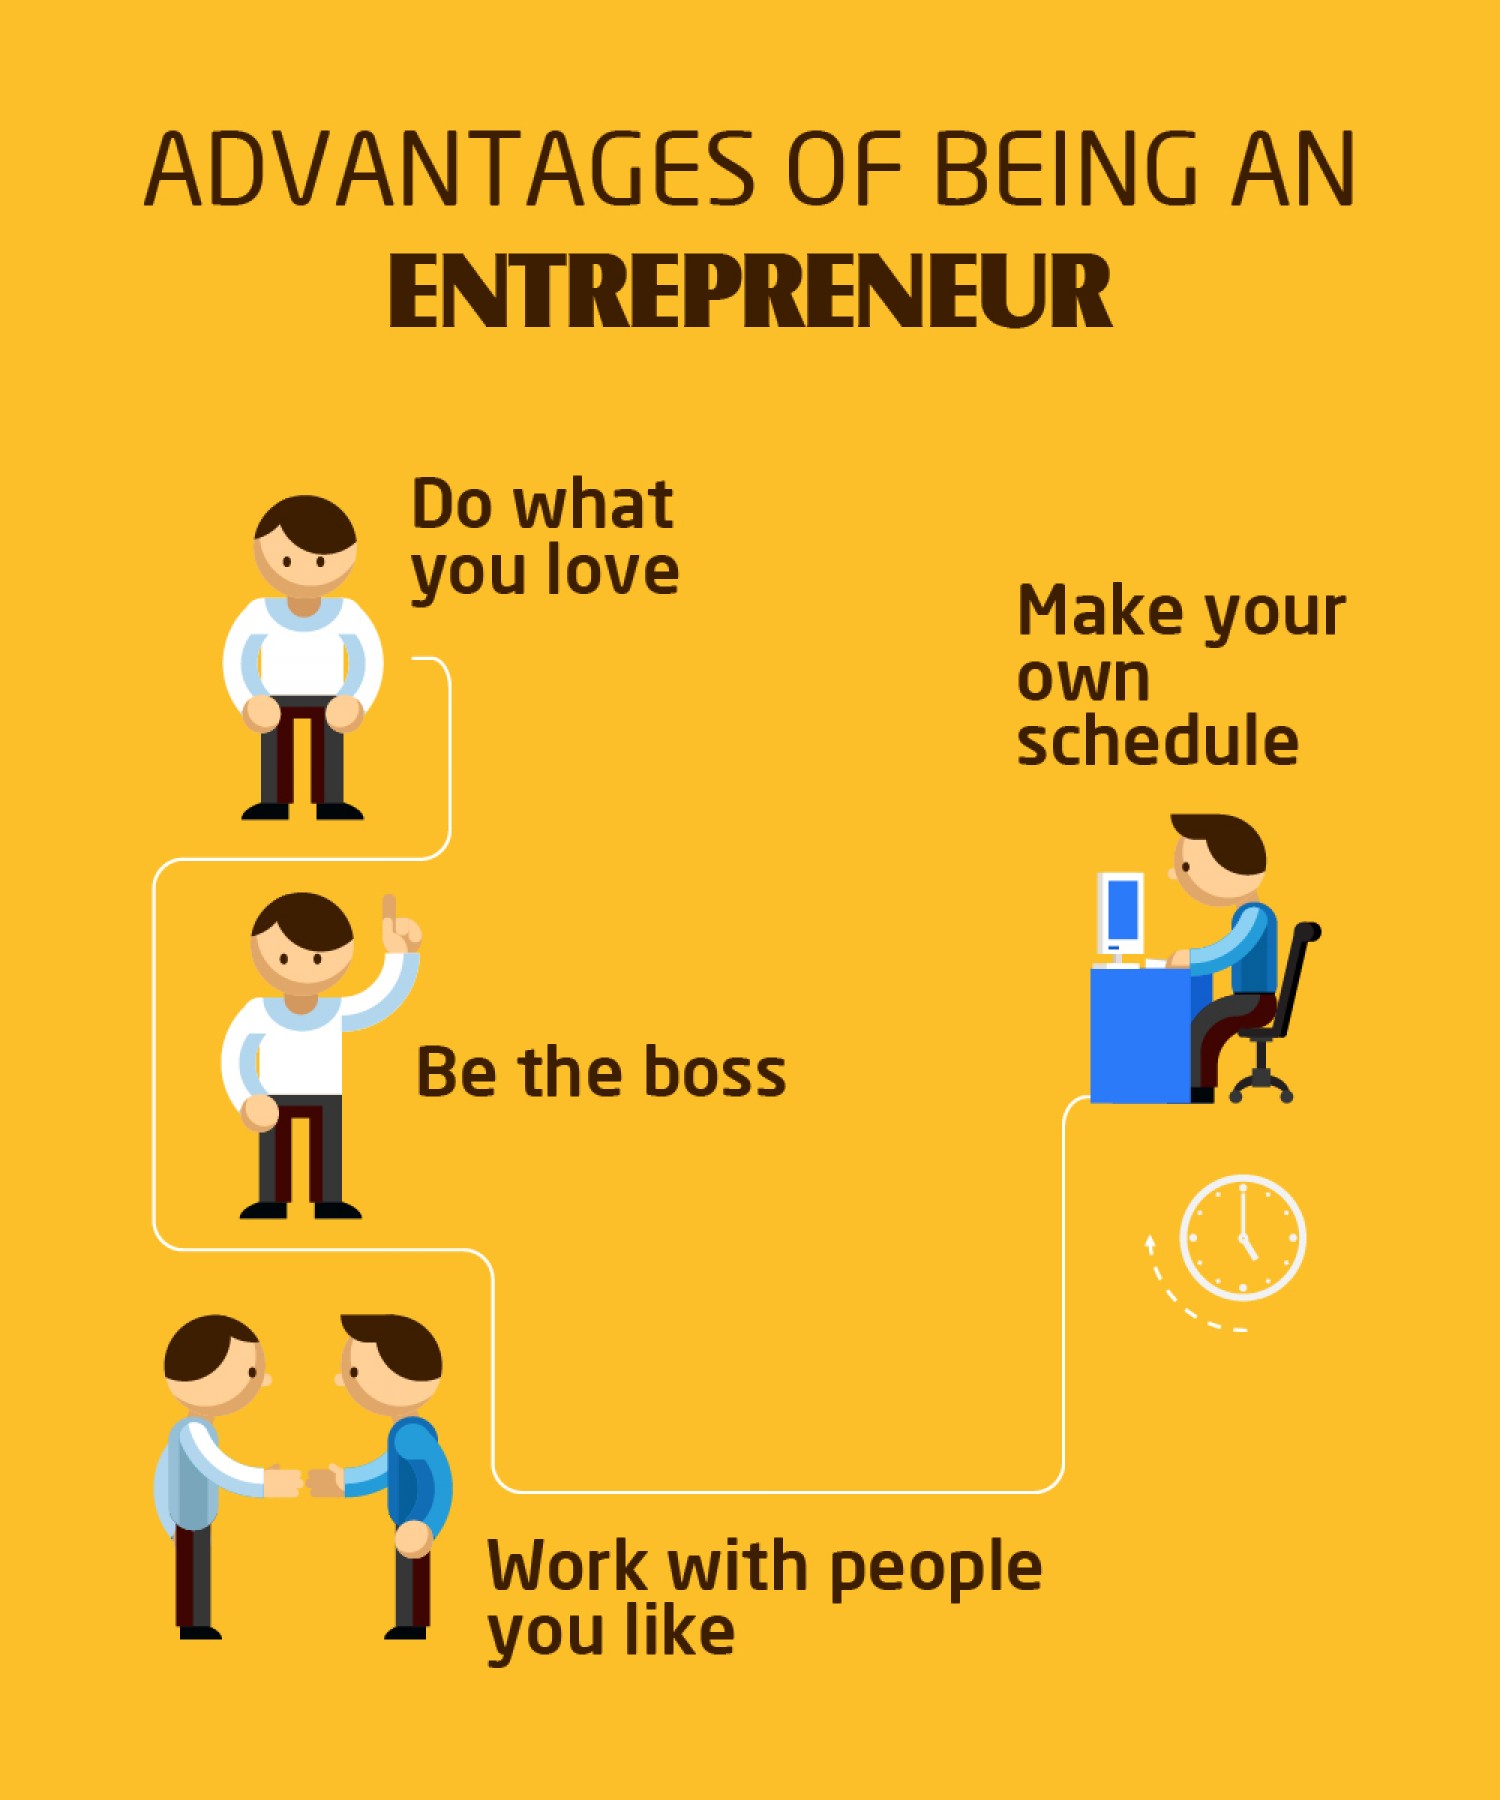 ADVANTAGES OF BEING AN
ENTREPRENEUR
Do what
you love
Be the boss
Work with people
you like
Make your
own
schedule